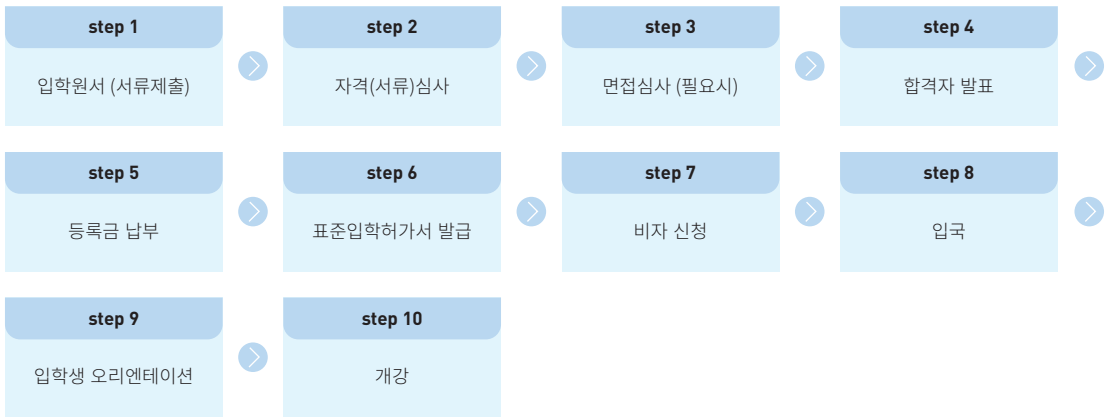 step 1
입학원서 (서류제출)
step 2
자격(서류)심사
step 3
면접심사 (필요시)
step 4
합격자 발표
step 5
등록금 납부
step 6
표준입학허가서 발급
step 7
비자 신청
step 8
입국
step 9
입학생 오리엔테이션
step 10
개강